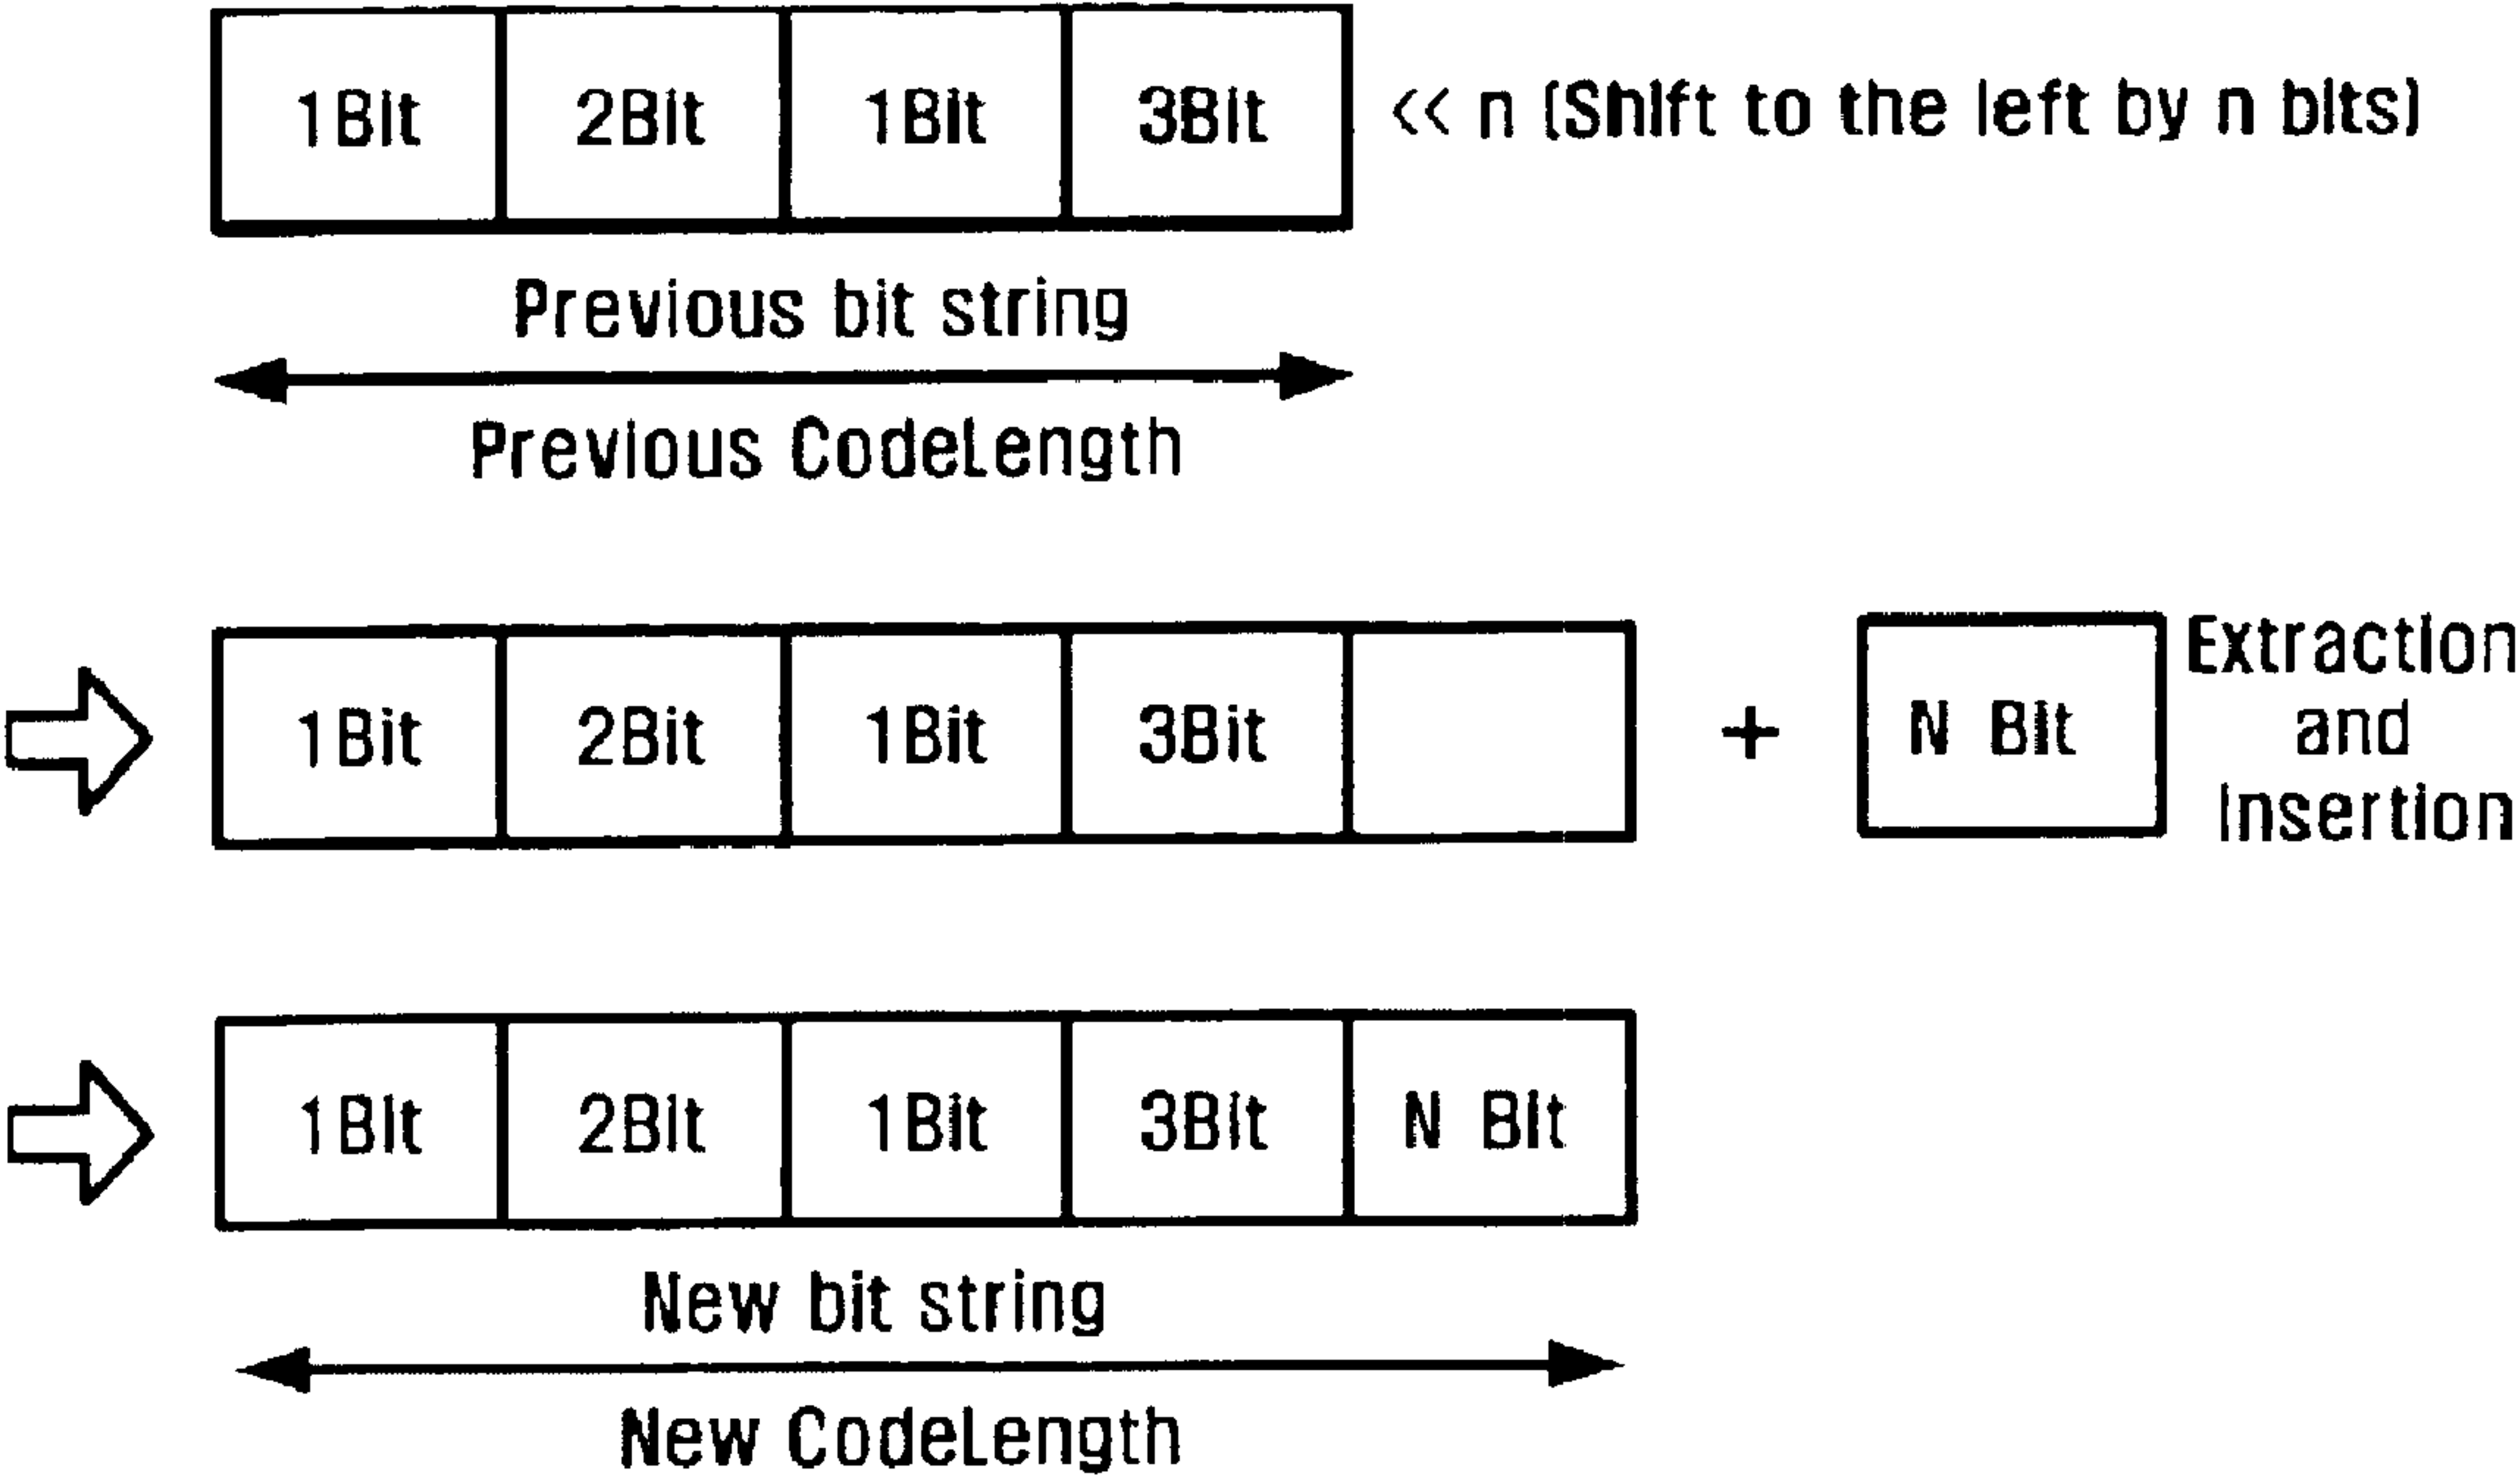 1Bit 2Bit 1Bit 3Bit << n (Shift to the left by n bits)
Previous bit string
Previous CodeLength
1Bit 2Bit 1Bit 3Bit + N Bit Extraction
and
Insertion
1Bit 2Bit 1Bit 3Bit N Bit
New bit string
New CodeLength